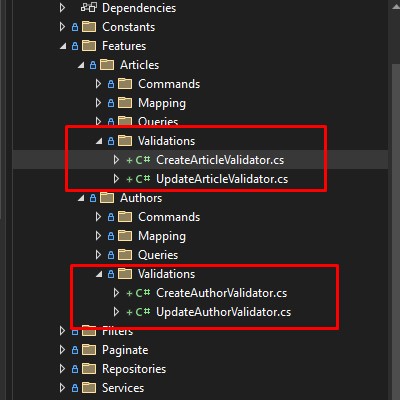 Dependencies
Constants
Features
Articles
Commands
Mapping
Queries
Validations
+ C# CreateArticleValidator.cs
+ C# UpdateArticleValidator.cs
Authors
Commands
Mapping
Queries
Validations
+ C# CreateAuthorValidator.cs
+ C# UpdateAuthorValidator.cs
Filters
Paginate
Repositories
Services